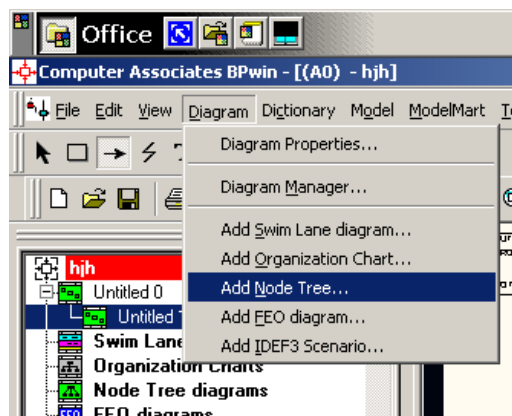 Office
Computer Associates BPwin - [(A0) - hjh]
File Edit View Diagram Dictionary Model ModelMart
Diagram Properties...
Diagram Manager...
Add Swim Lane diagram...
Add Organization Chart...
Add Node Tree...
Add FEO diagram...
Add IDEF3 Scenario...
hjh
Untitled 0
Untitled
Swim Lane
Organization Charts
Node Tree diagrams
FEO diagrams